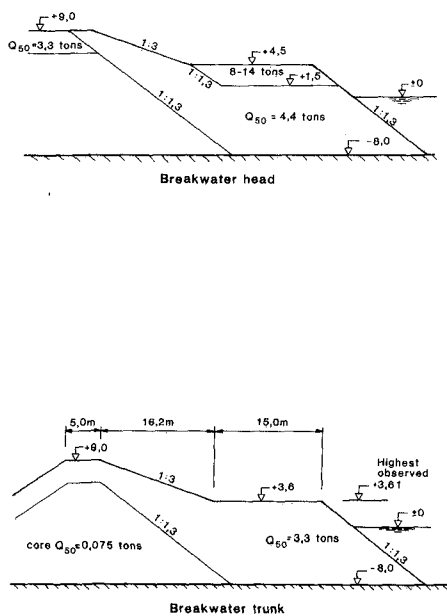 +9,0
Q50=3,3 tons
1:3
+4,5
8-14 tons
1:1,3
+1,5
±0
1:1,3
1:1,3
Q50 = 4,4 tons
-8,0
Breakwater head
5,0m
16,2m
15,0m
+9,0
Highest
observed
+3,61
1:3
+3,6
±0
1:1,3
Q50=3,3 tons
core Q50=0,075 tons
1:1,3
-8,0
Breakwater trunk